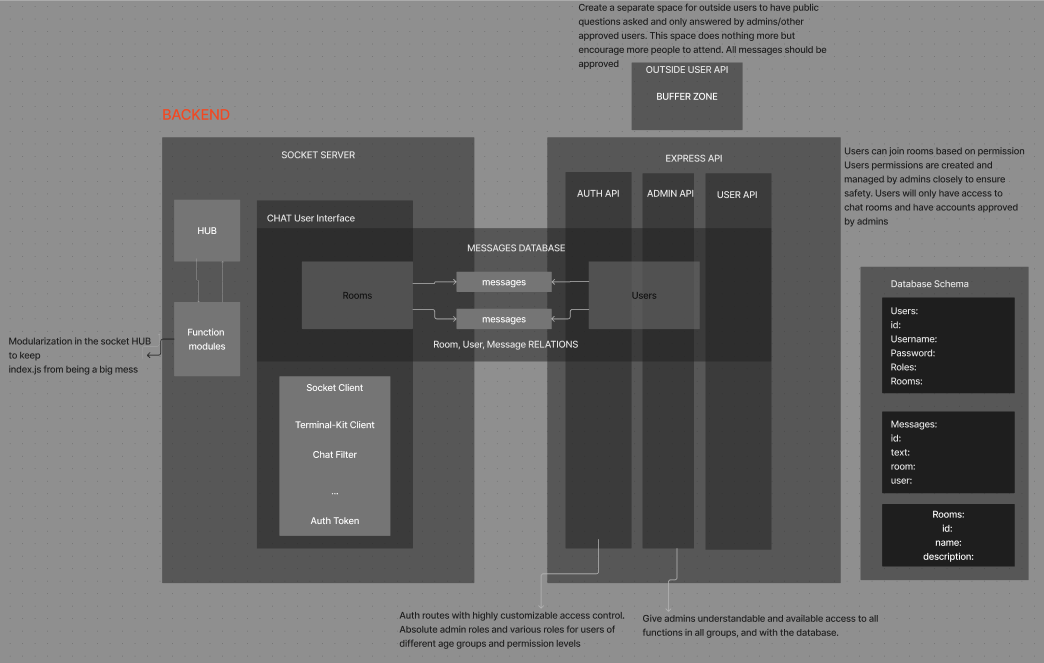 Create a separate space for outside users to have public
questions asked and only answered by admins/other
approved users. This space does nothing more but
encourage more people to attend. All messages should be
approved
OUTSIDE USER API
BUFFER ZONE
BACKEND
SOCKET SERVER
EXPRESS API
Users can join rooms based on permission
Users permissions are created and
managed by admins closely to ensure
safety. Users will only have access to
chat rooms and have accounts approved
by admins
AUTH API
ADMIN API
USER API
CHAT User Interface
HUB
MESSAGES DATABASE
Rooms
messages
Users
messages
Room, User, Message RELATIONS
Function
modules
Modularization in the socket HUB
to keep
index.js from being a big mess
Socket Client
Terminal-Kit Client
Chat Filter
...
Auth Token
Database Schema
Users:
id:
Username:
Password:
Roles:
Rooms:
Messages:
id:
text:
room:
user:
Rooms:
id:
name:
description:
Auth routes with highly customizable access control.
Absolute admin roles and various roles for users of
different age groups and permission levels
Give admins understandable and available access to all
functions in all groups, and with the database.